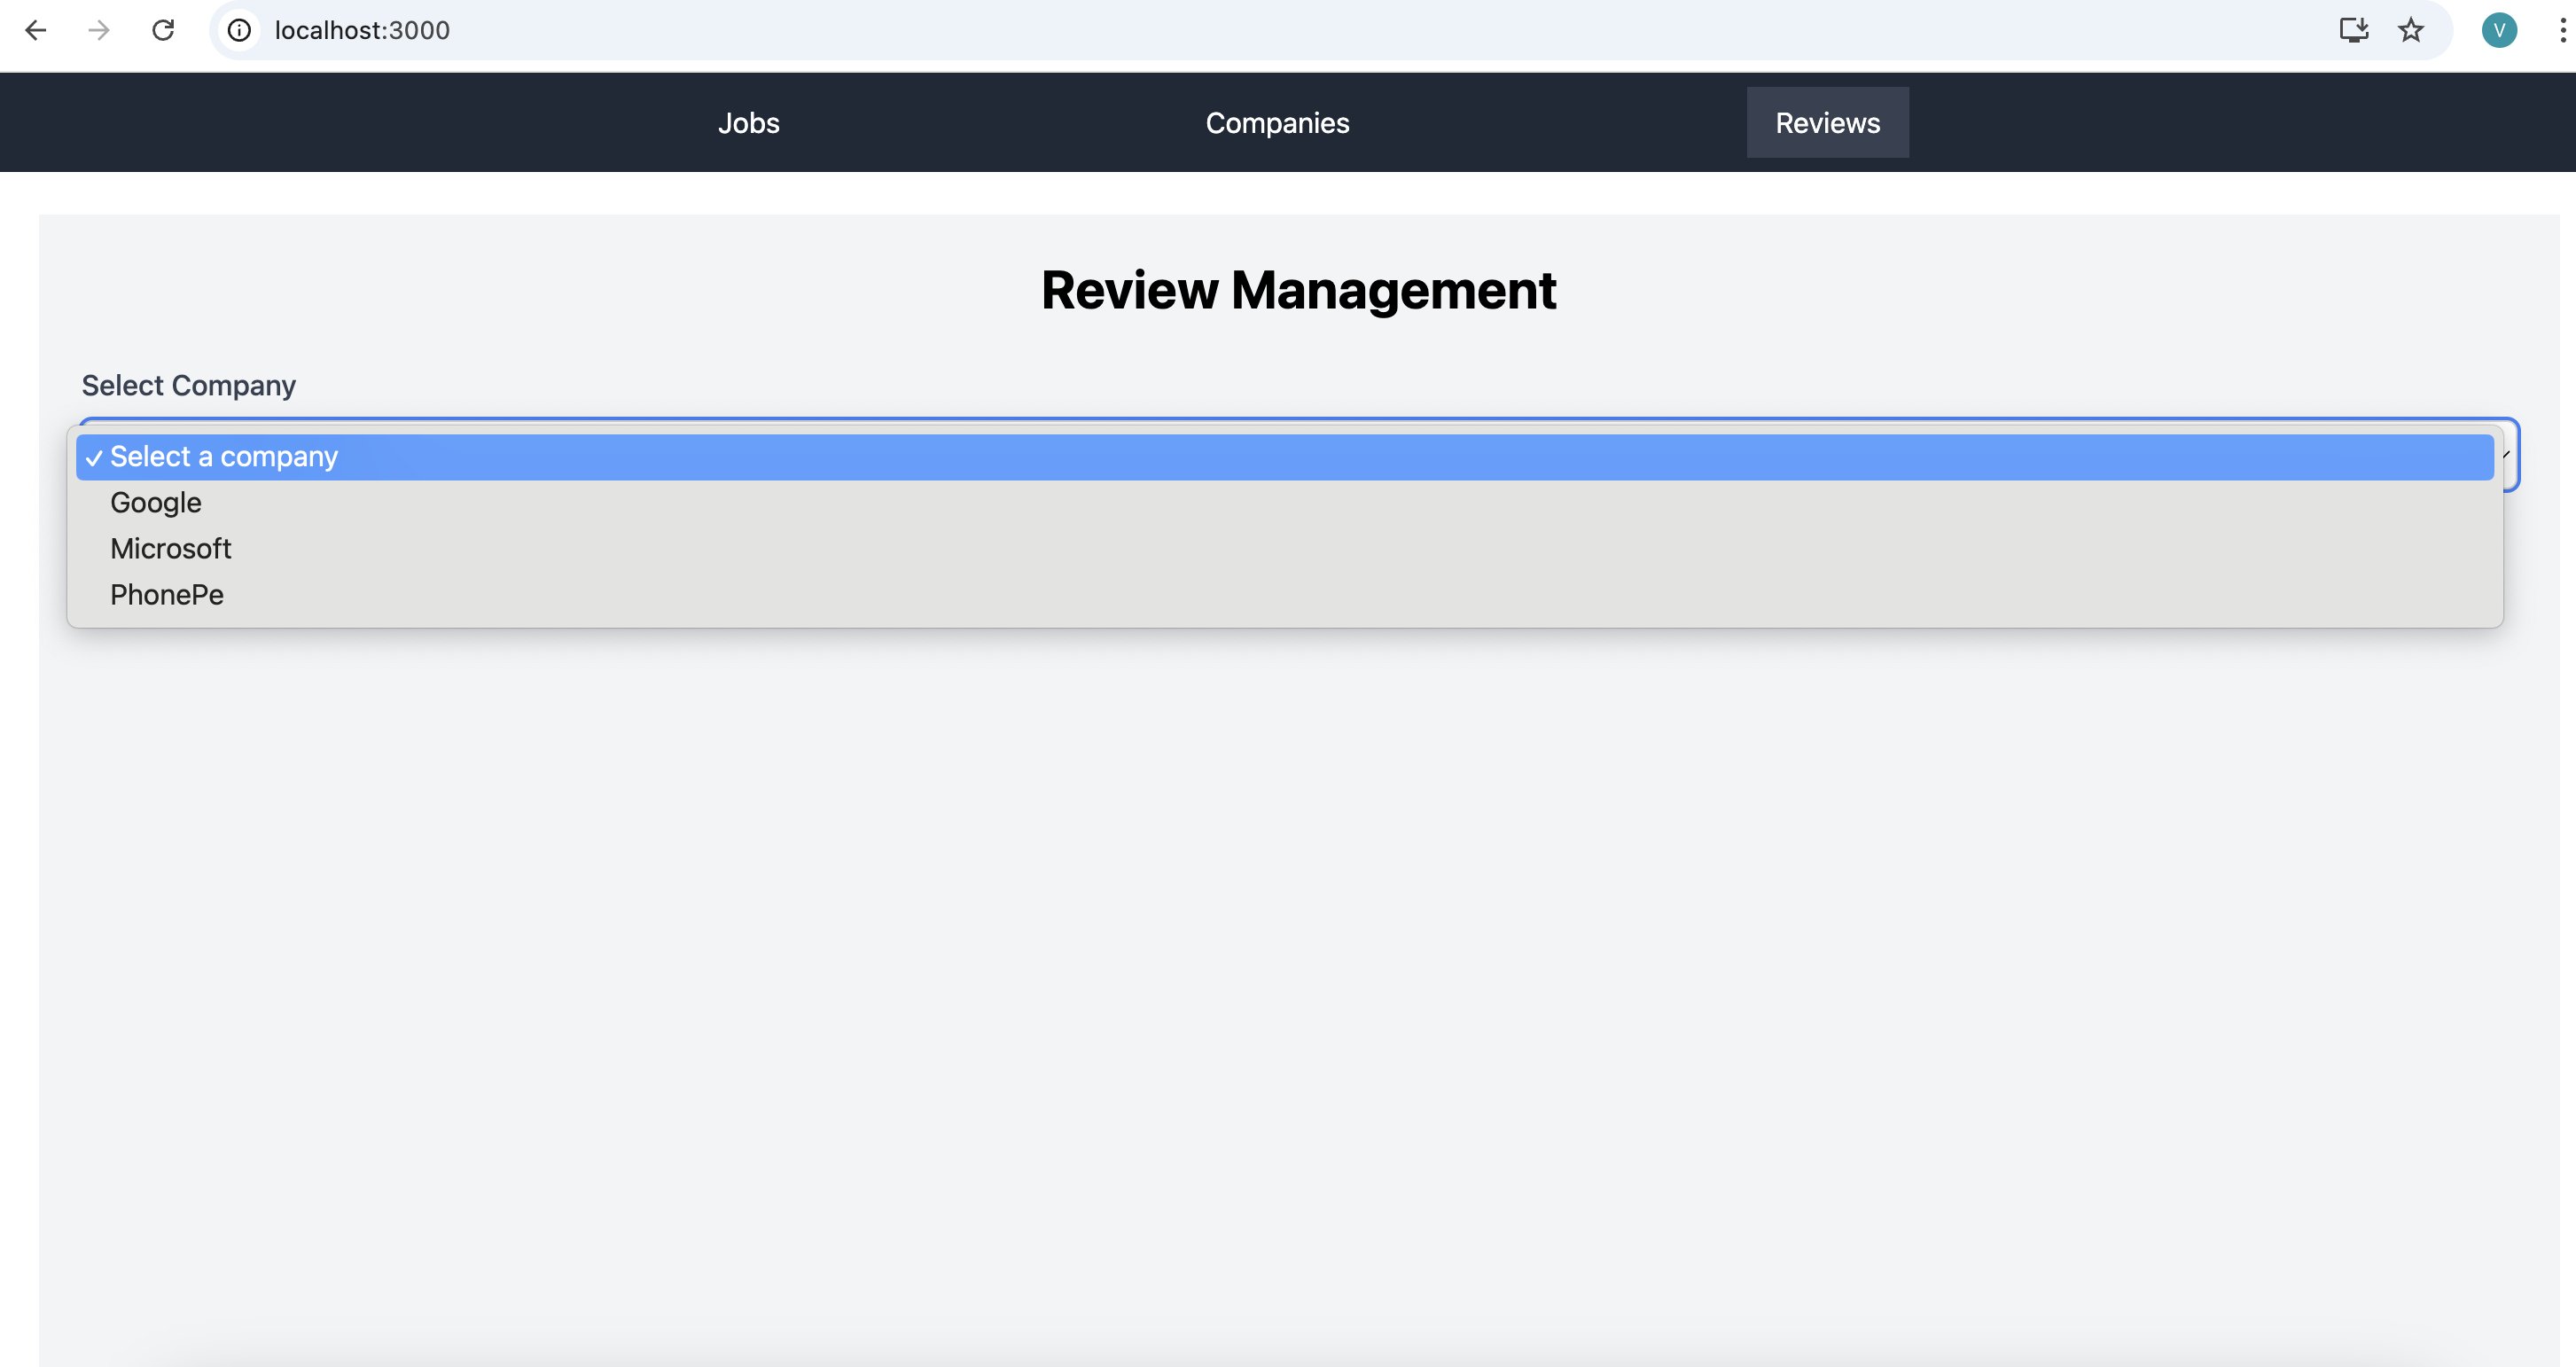 localhost:3000
V
Jobs Companies Reviews
Review Management
Select Company
✓ Select a company
Google
Microsoft
PhonePe